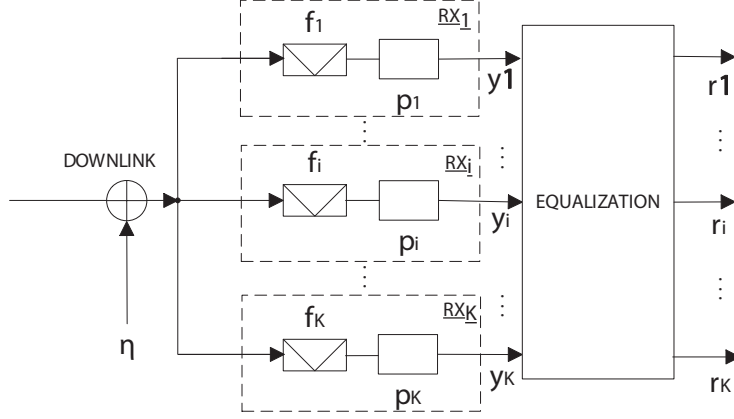 f1
RX1
y1
r1
p1
DOWNLINK
fi
RXi
EQUALIZATION
yi
ri
pi
η
fK
RXK
yK
rK
pK